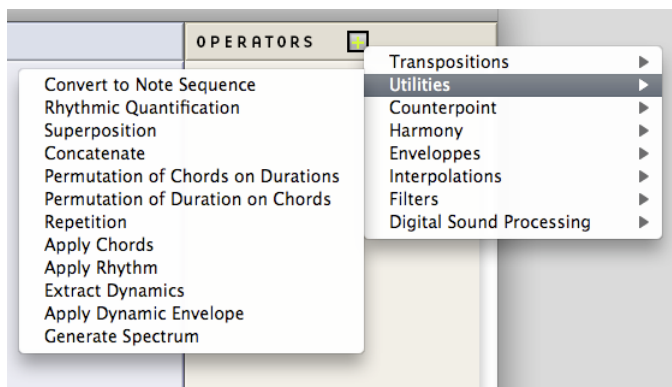 OPERATORS +
Transpositions
Utilities
Counterpoint
Harmony
Enveloppes
Interpolations
Filters
Digital Sound Processing
Convert to Note Sequence
Rhythmic Quantification
Superposition
Concatenate
Permutation of Chords on Durations
Permutation of Duration on Chords
Repetition
Apply Chords
Apply Rhythm
Extract Dynamics
Apply Dynamic Envelope
Generate Spectrum